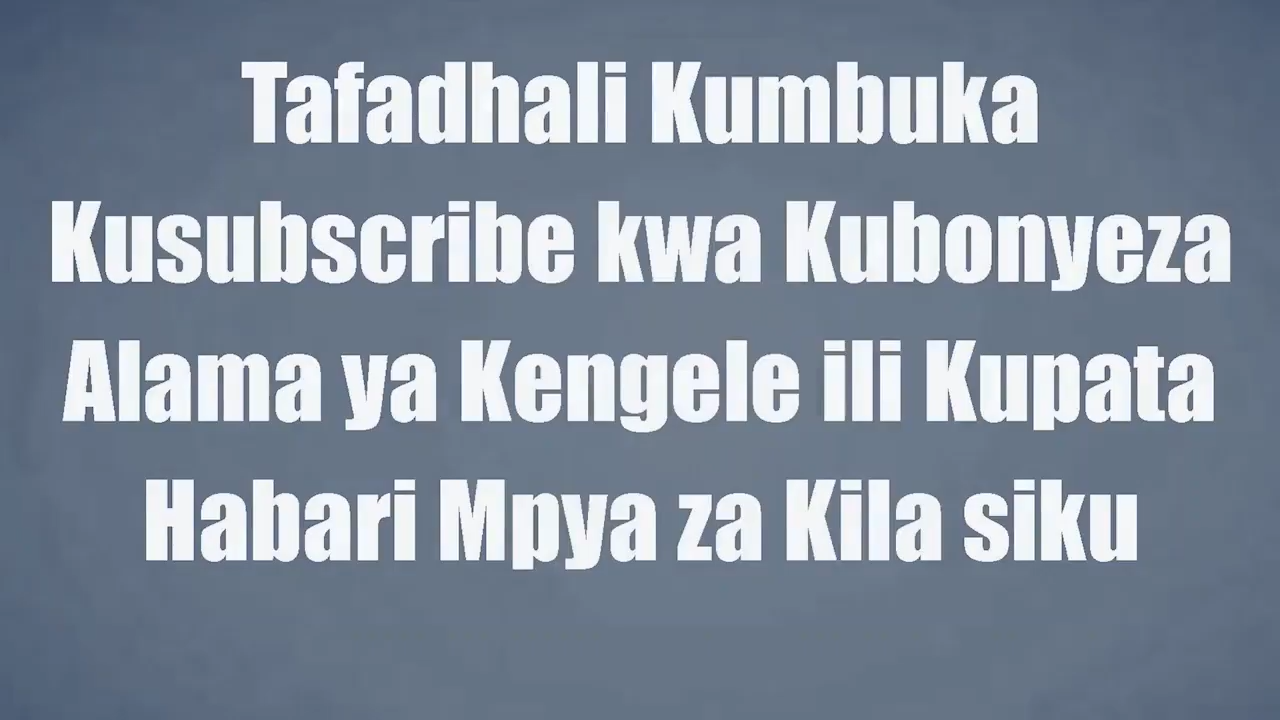 Tafadhali Kumbuka
Kusubscribe kwa Kubonyeza
Alama ya Kengele ili Kupata
Habari Mpya za Kila siku